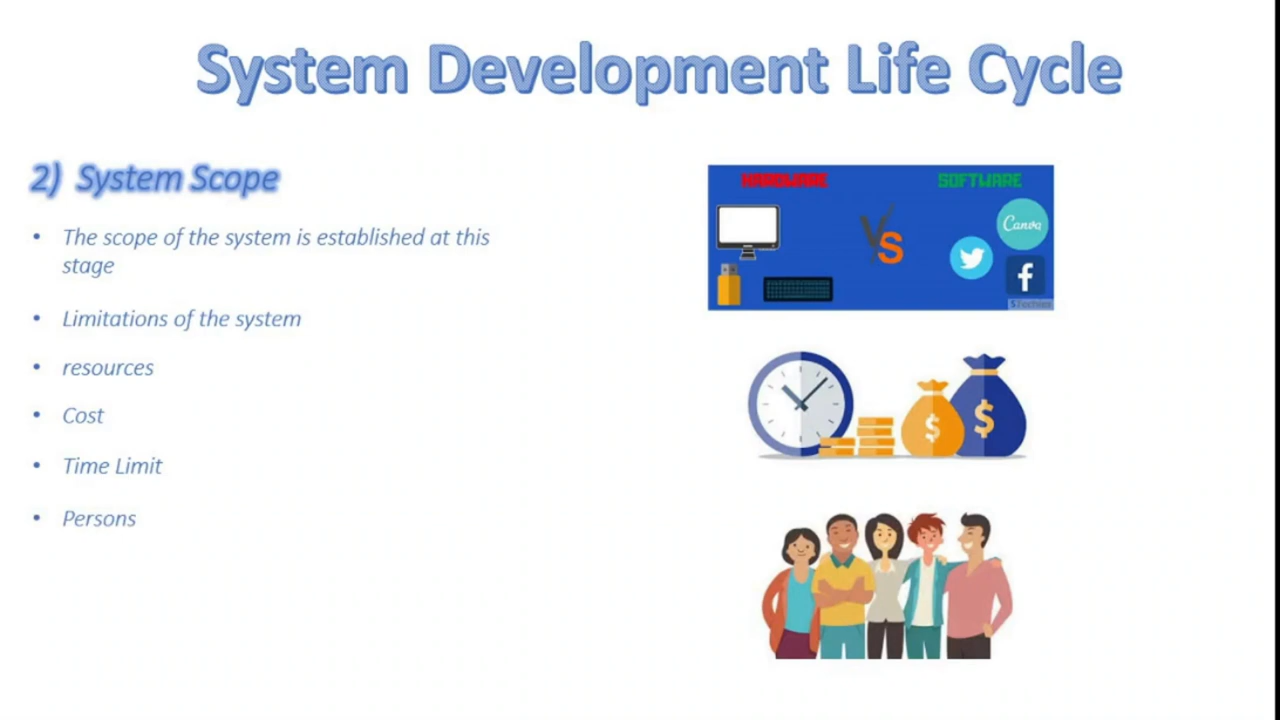 System Development Life Cycle
2) System Scope
• The scope of the system is established at this
stage
• Limitations of the system
• resources
• Cost
• Time Limit
• Persons
HARDWARE
SOFTWARE
VS
Canva
f
$
$